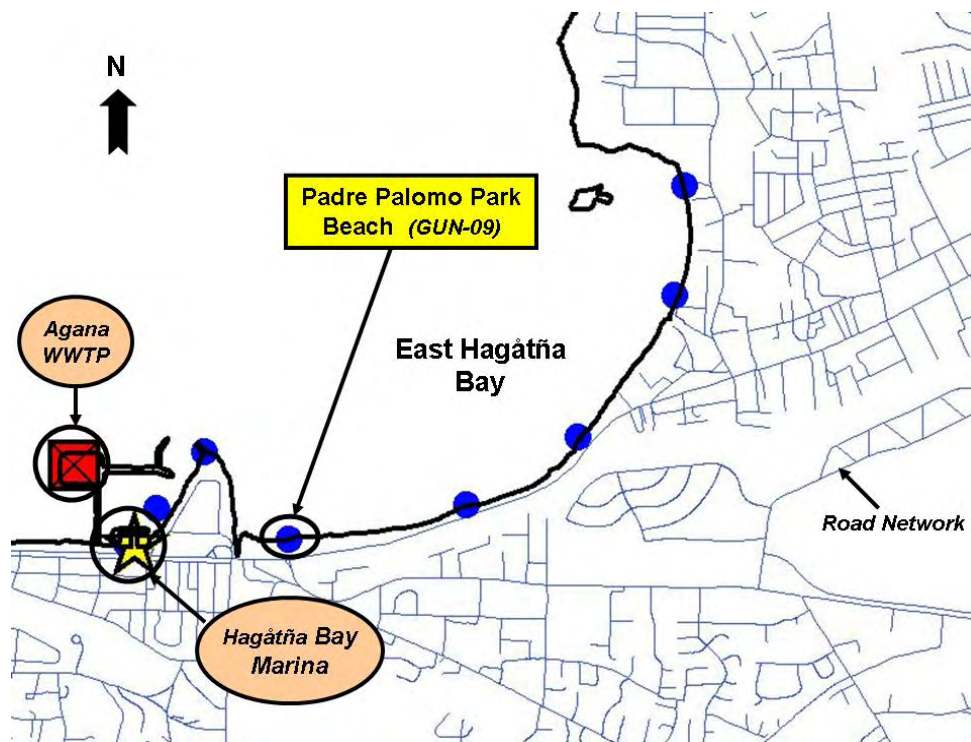 N
Padre Palomo Park
Beach (GUN-09)
Agana
WWTP
East Hagåtña
Bay
Road Network
Hagåtña Bay
Marina